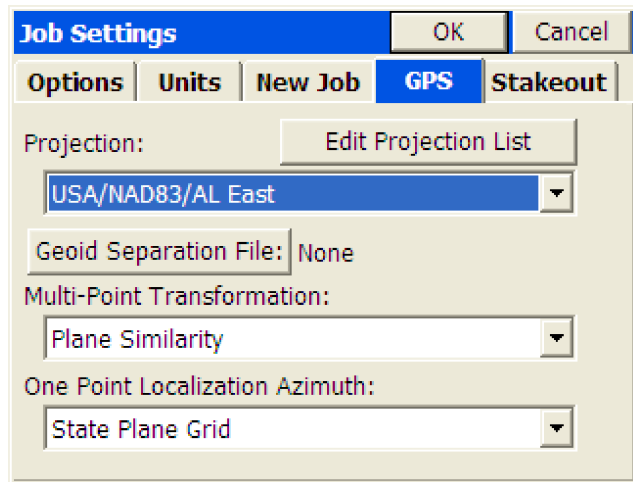 Job Settings OK Cancel
Options Units New Job GPS Stakeout
Projection: Edit Projection List
USA/NAD83/AL East
Geoid Separation File: None
Multi-Point Transformation:
Plane Similarity
One Point Localization Azimuth:
State Plane Grid